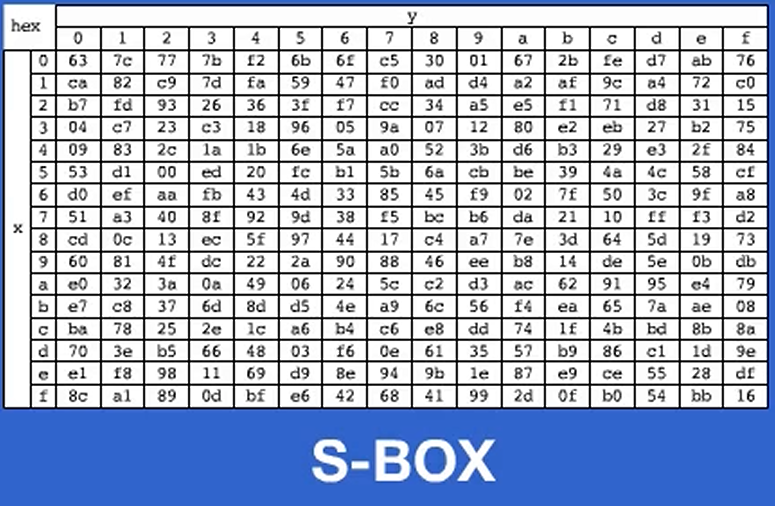 hex y
0 1 2 3 4 5 6 7 8 9 a b c d e f
0 63 7c 77 7b f2 6b 6f c5 30 01 67 2b fe d7 ab 76
1 ca 82 c9 7d fa 59 47 f0 ad d4 a2 af 9c a4 72 c0
2 b7 fd 93 26 36 3f f7 cc 34 a5 e5 f1 71 d8 31 15
3 04 c7 23 c3 18 96 05 9a 07 12 80 e2 eb 27 b2 75
4 09 83 2c 1a 1b 6e 5a a0 52 3b d6 b3 29 e3 2f 84
5 53 d1 00 ed 20 fc b1 5b 6a cb be 39 4a 4c 58 cf
6 d0 ef aa fb 43 4d 33 85 45 f9 02 7f 50 3c 9f a8
7 51 a3 40 8f 92 9d 38 f5 bc b6 da 21 10 ff f3 d2
x 8 cd 0c 13 ec 5f 97 44 17 c4 a7 7e 3d 64 5d 19 73
9 60 81 4f dc 22 2a 90 88 46 ee b8 14 de 5e 0b db
a e0 32 3a 0a 49 06 24 5c c2 d3 ac 62 91 95 e4 79
b e7 c8 37 6d 8d d5 4e a9 6c 56 f4 ea 65 7a ae 08
c ba 78 25 2e 1c a6 b4 c6 e8 dd 74 1f 4b bd 8b 8a
d 70 3e b5 66 48 03 f6 0e 61 35 57 b9 86 c1 1d 9e
e e1 f8 98 11 69 d9 8e 94 9b 1e 87 e9 ce 55 28 df
f 8c a1 89 0d bf e6 42 68 41 99 2d 0f b0 54 bb 16
S-BOX